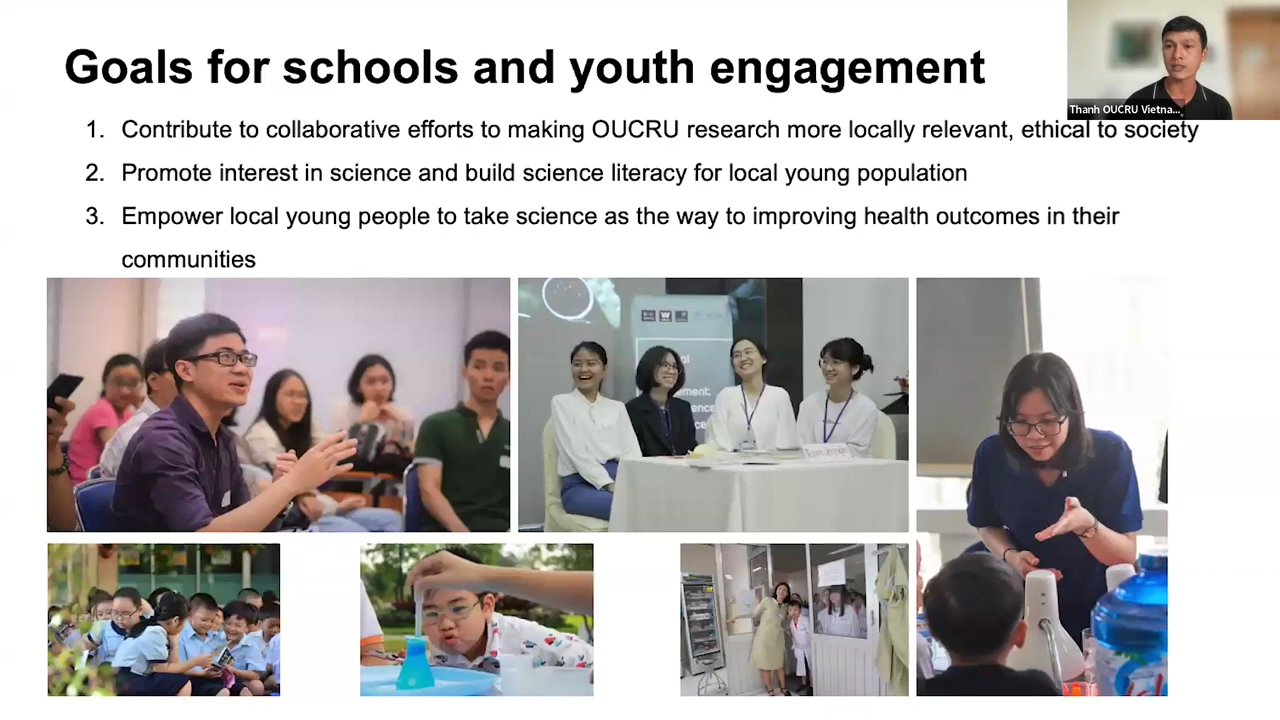 Goals for schools and youth engagement
Thanh OUCRU Vietna...
1. Contribute to collaborative efforts to making OUCRU research more locally relevant, ethical to society
2. Promote interest in science and build science literacy for local young population
3. Empower local young people to take science as the way to improving health outcomes in their
communities